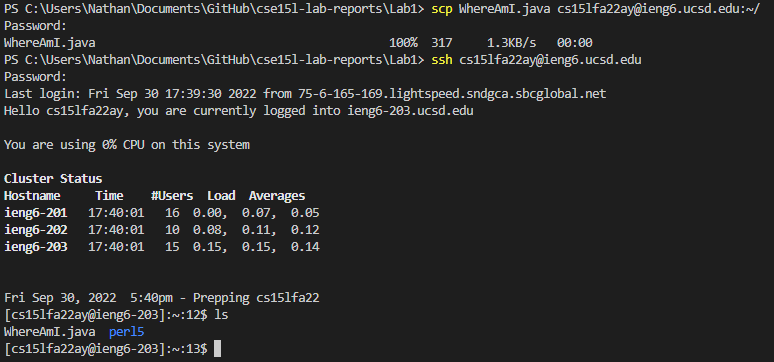 PS C:\Users\Nathan\Documents\GitHub\cse15l-lab-reports\Lab1> scp WhereAmI.java cs15lfa22ay@ieng6.ucsd.edu:~/
Password:
WhereAmI.java 100% 317 1.3KB/s 00:00
PS C:\Users\Nathan\Documents\GitHub\cse15l-lab-reports\Lab1> ssh cs15lfa22ay@ieng6.ucsd.edu
Password:
Last login: Fri Sep 30 17:39:30 2022 from 75-6-165-169.lightspeed.sndgca.sbcglobal.net
Hello cs15lfa22ay, you are currently logged into ieng6-203.ucsd.edu
You are using 0% CPU on this system
Cluster Status
Hostname Time #Users Load Averages
ieng6-201 17:40:01 16 0.00, 0.07, 0.05
ieng6-202 17:40:01 10 0.08, 0.11, 0.12
ieng6-203 17:40:01 15 0.15, 0.15, 0.14
Fri Sep 30, 2022 5:40pm - Prepping cs15lfa22
[cs15lfa22ay@ieng6-203]:~:12$ ls
WhereAmI.java perl5
[cs15lfa22ay@ieng6-203]:~:13$